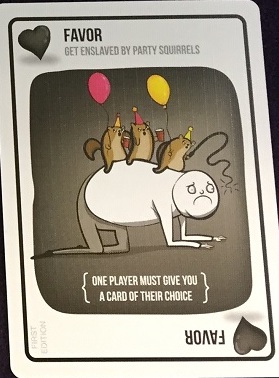 FAVOR
GET ENSLAVED BY PARTY SQUIRRELS
ONE PLAYER MUST GIVE YOU
A CARD OF THEIR CHOICE
FIRST
EDITION
FAVOR